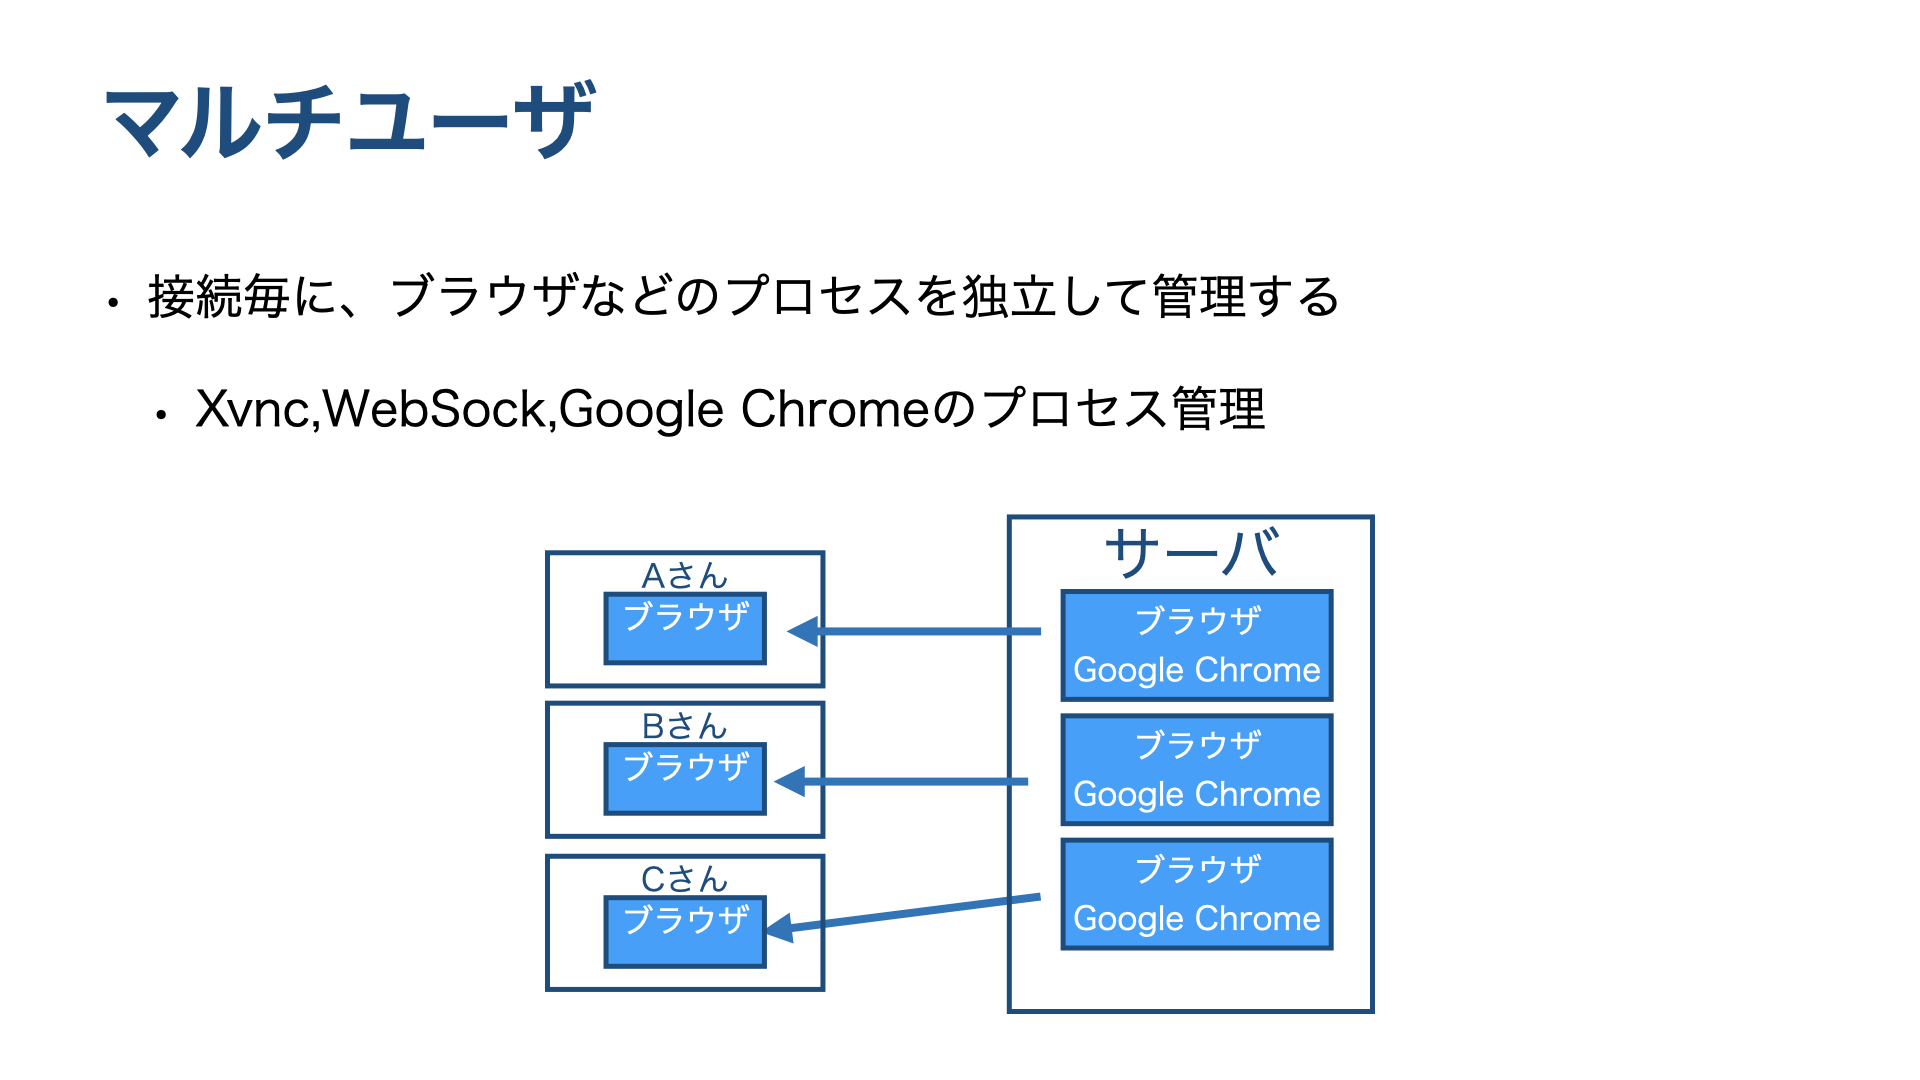 マルチユーザ
• 接続毎に、ブラウザなどのプロセスを独立して管理する
• Xvnc,WebSock,Google Chromeのプロセス管理
サーバ
Aさん
ブラウザ
ブラウザ
Google Chrome
Bさん
ブラウザ
ブラウザ
Google Chrome
Cさん
ブラウザ
ブラウザ
Google Chrome